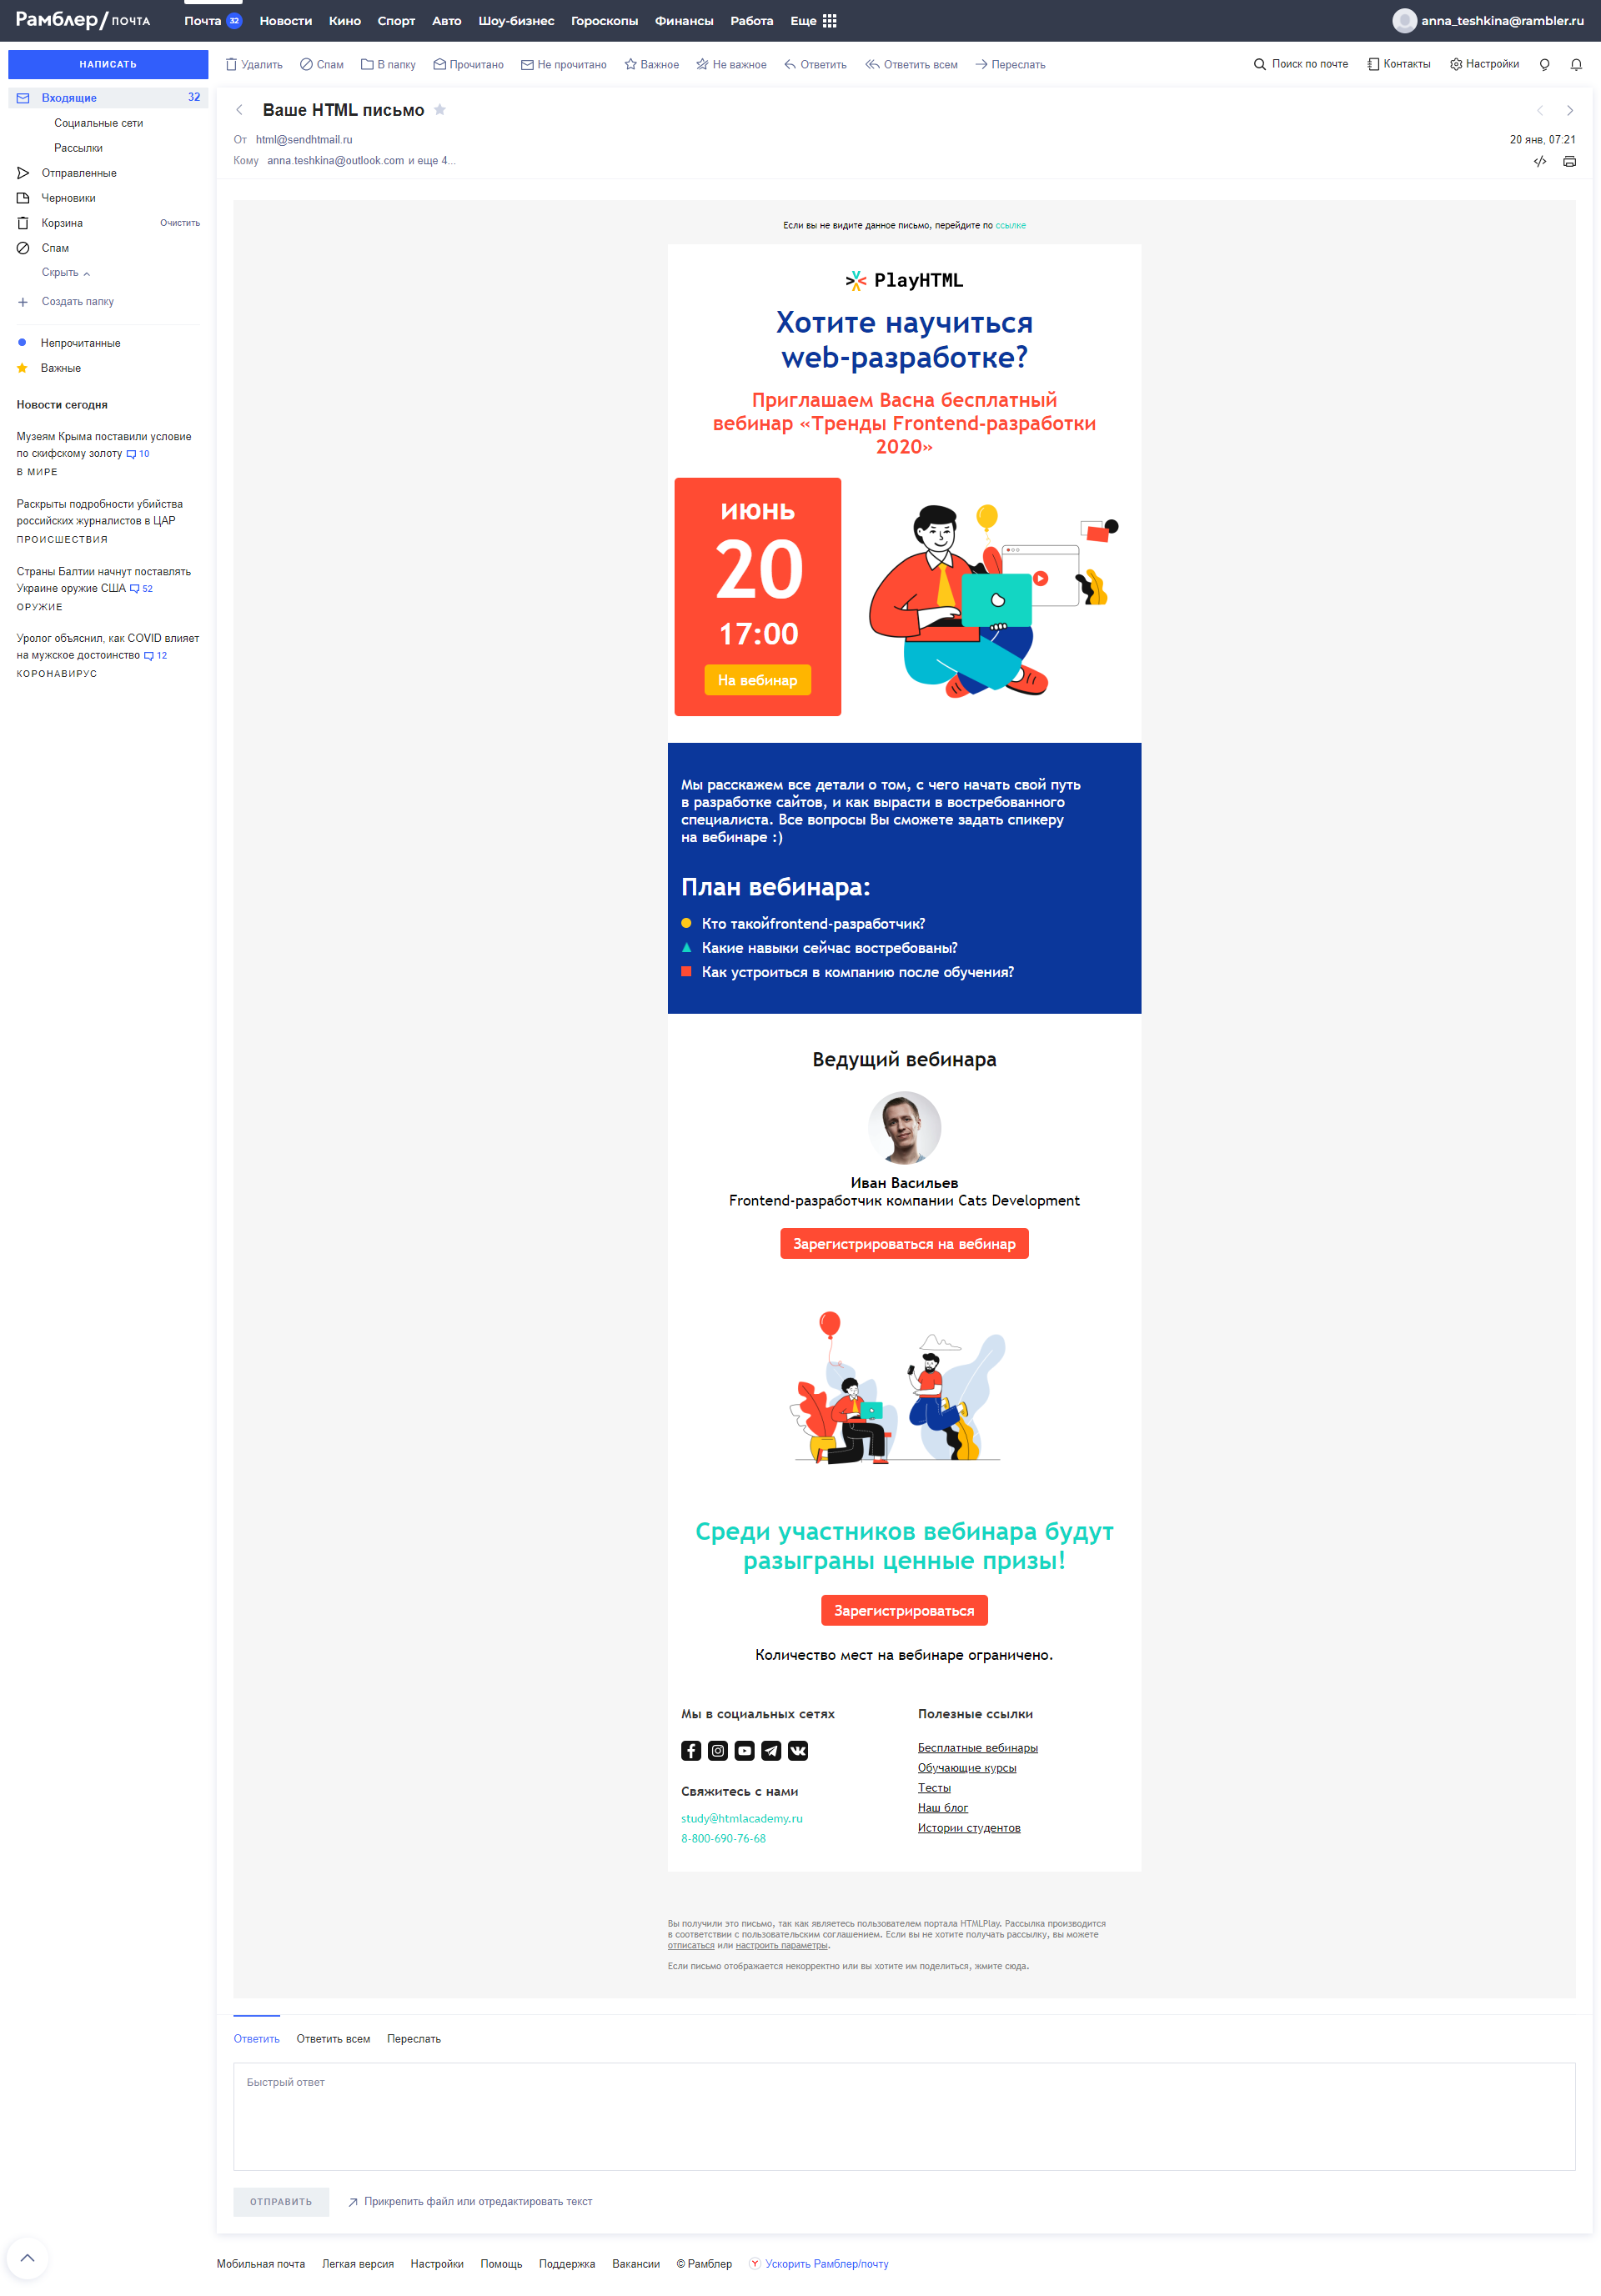 Рамблер/ ПОЧТА
Почта 32 Новости Кино Спорт Авто Шоу-бизнес Гороскопы Финансы Работа Еще
anna_teshkina@rambler.ru
НАПИСАТЬ
Удалить Спам В папку Прочитано Не прочитано Важное Не важное Ответить Ответить всем Переслать
Поиск по почте Контакты Настройки
Входящие 32
Социальные сети
Рассылки
Отправленные
Черновики
Корзина Очистить
Спам
Скрыть
Создать папку
Непрочитанные
Важные
Новости сегодня
Музеям Крыма поставили условие
по скифскому золоту 10
В МИРЕ
Раскрыты подробности убийства
российских журналистов в ЦАР
ПРОИСШЕСТВИЯ
Страны Балтии начнут поставлять
Украине оружие США 52
ОРУЖИЕ
Уролог объяснил, как COVID влияет
на мужское достоинство 12
КОРОНАВИРУС
Ваше HTML письмо
От html@sendhtmail.ru
20 янв, 07:21
Кому anna.teshkina@outlook.com и еще 4...
Если вы не видите данное письмо, перейдите по ссылке
PlayHTML
Хотите научиться
web-разработке?
Приглашаем Васна бесплатный
вебинар «Тренды Frontend-разработки
2020»
июнь
20
17:00
На вебинар
Мы расскажем все детали о том, с чего начать свой путь
в разработке сайтов, и как вырасти в востребованного
специалиста. Все вопросы Вы сможете задать спикеру
на вебинаре :)
План вебинара:
Кто такойfrontend-разработчик?
Какие навыки сейчас востребованы?
Как устроиться в компанию после обучения?
Ведущий вебинара
Иван Васильев
Frontend-разработчик компании Cats Development
Зарегистрироваться на вебинар
Среди участников вебинара будут
разыграны ценные призы!
Зарегистрироваться
Количество мест на вебинаре ограничено.
Мы в социальных сетях
Свяжитесь с нами
study@htmlacademy.ru
8-800-690-76-68
Полезные ссылки
Бесплатные вебинары
Обучающие курсы
Тесты
Наш блог
Истории студентов
Вы получили это письмо, так как являетесь пользователем портала HTMLPlay. Рассылка производится
в соответствии с пользовательским соглашением. Если вы не хотите получать рассылку, вы можете
отписаться или настроить параметры.
Если письмо отображается некорректно или вы хотите им поделиться, жмите сюда.
Ответить Ответить всем Переслать
Быстрый ответ
ОТПРАВИТЬ
Прикрепить файл или отредактировать текст
Мобильная почта Легкая версия Настройки Помощь Поддержка Вакансии © Рамблер Ускорить Рамблер/почту